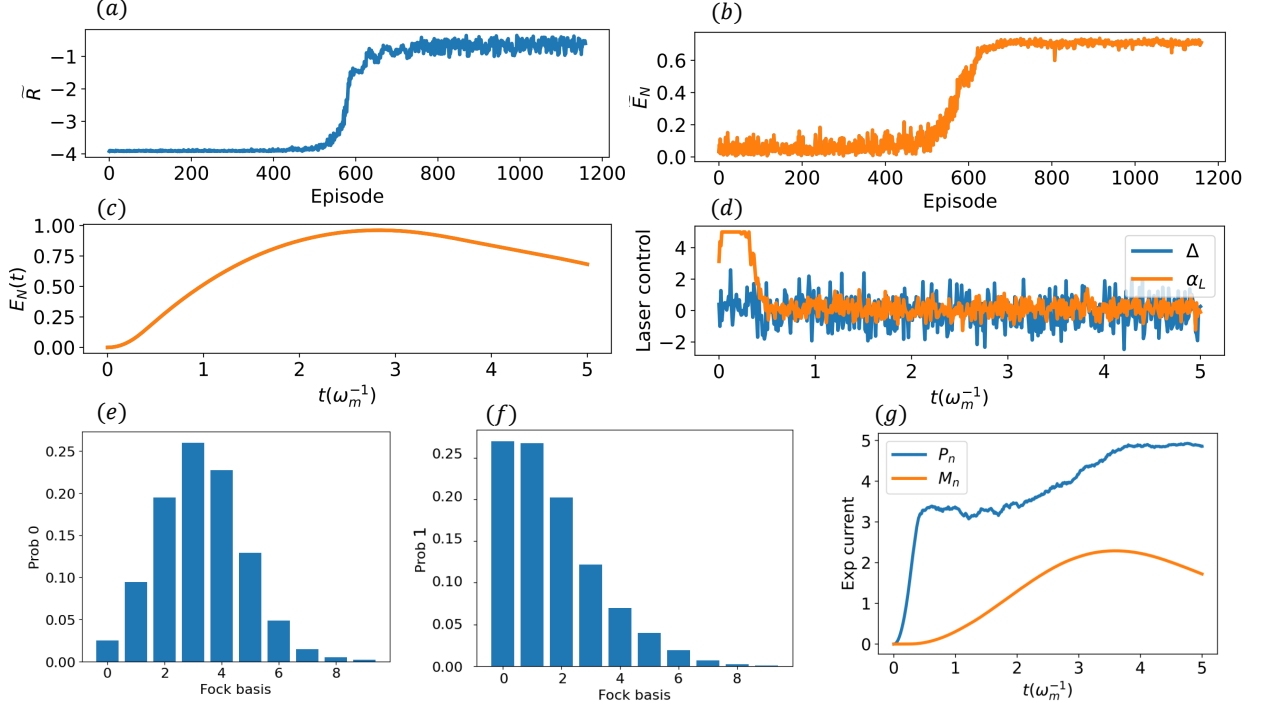 (a)
−1
−2
−3
−4
R̃
0 200 400 600 800 1000 1200
Episode
(b)
0.6
0.4
0.2
0.0
Ẽ_N
0 200 400 600 800 1000 1200
Episode
(c)
1.00
0.75
0.50
0.25
0.00
E_N(t)
0 1 2 3 4 5
t(ω_m^{-1})
(d)
4
2
0
−2
Laser control
Δ
α_L
0 1 2 3 4 5
t(ω_m^{-1})
(e)
0.25
0.20
0.15
0.10
0.05
0.00
Prob 0
0 2 4 6 8
Fock basis
(f)
0.25
0.20
0.15
0.10
0.05
0.00
Prob 1
0 2 4 6 8
Fock basis
(g)
5
4
3
2
1
0
Exp current
P_n
M_n
0 1 2 3 4 5
t(ω_m^{-1})